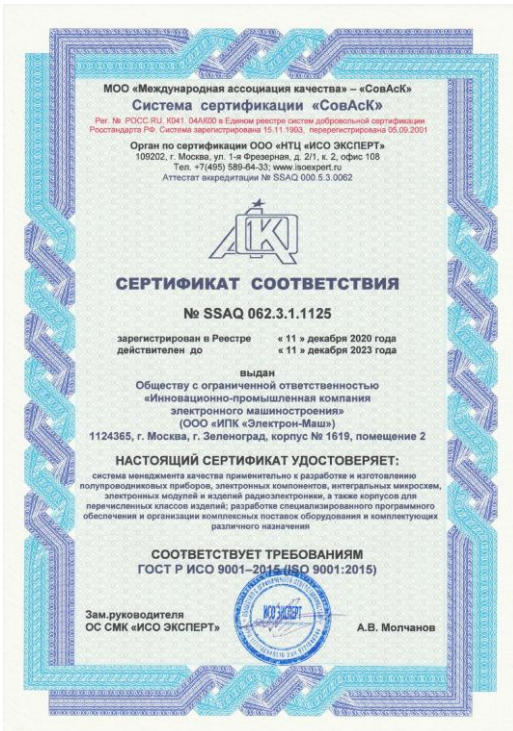 МОО «Международная ассоциация качества» – «СовАсК»
Система сертификации «СовАсК»
Рег. № РОСС RU. К041. 04АК00 в Едином реестре систем добровольной сертификации
Росстандарта РФ. Система зарегистрирована 15.11.1993, перерегистрирована 05.09.2001
Орган по сертификации ООО «НТЦ «ИСО ЭКСПЕРТ»
109202, г. Москва, ул. 1-я Фрезерная, д. 2/1, к. 2, офис 108
Тел. +7(495) 589-64-33; www.isoexpert.ru
Аттестат аккредитации № SSAQ 000.5.3.0062
СЕРТИФИКАТ СООТВЕТСТВИЯ
№ SSAQ 062.3.1.1125
зарегистрирован в Реестре « 11 » декабря 2020 года
действителен до « 11 » декабря 2023 года
выдан
Обществу с ограниченной ответственностью
«Инновационно-промышленная компания
электронного машиностроения»
(ООО «ИПК «Электрон-Маш»)
1124365, г. Москва, г. Зеленоград, корпус № 1619, помещение 2
НАСТОЯЩИЙ СЕРТИФИКАТ УДОСТОВЕРЯЕТ:
система менеджмента качества применительно к разработке и изготовлению
полупроводниковых приборов, электронных компонентов, интегральных микросхем,
электронных модулей и изделий радиоэлектроники, а также корпусов для
перечисленных классов изделий; разработке специализированного программного
обеспечения и организации комплексных поставок оборудования и комплектующих
различного назначения
СООТВЕТСТВУЕТ ТРЕБОВАНИЯМ
ГОСТ Р ИСО 9001–2015 (ISO 9001:2015)
Зам.руководителя
ОС СМК «ИСО ЭКСПЕРТ»
ИСО ЭКСПЕРТ
А.В. Молчанов